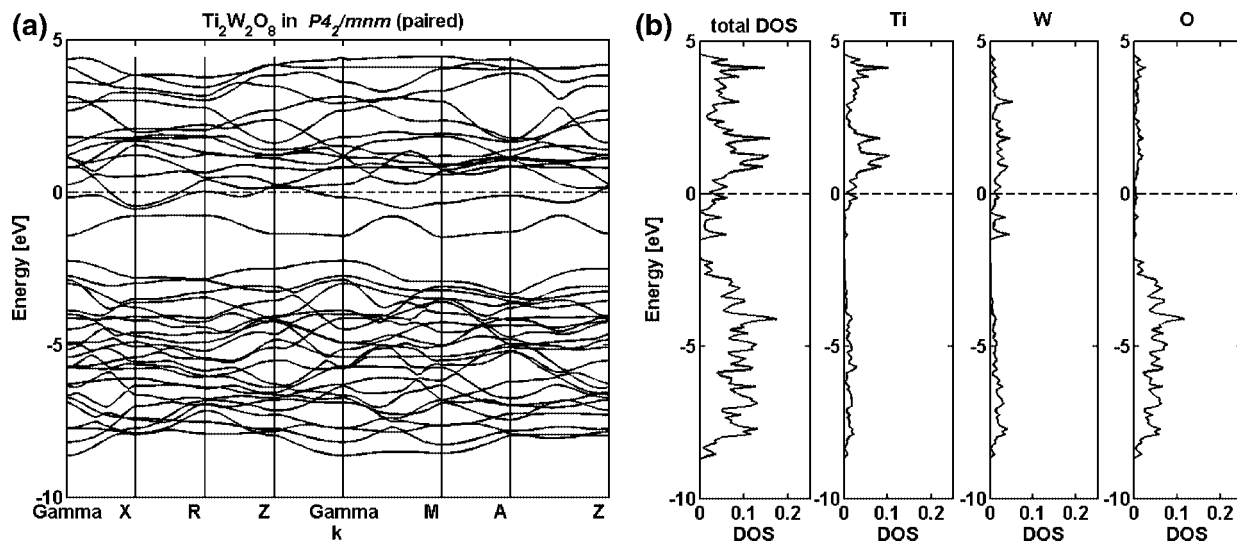 (a) Ti₂W₂O₈ in P4₂/mnm (paired)
Energy [eV]
5
0
-5
-10
Gamma X R Z Gamma M A Z
k
(b) total DOS Ti W O
Energy [eV]
5 5 5 5
0 0 0 0
-5 -5 -5 -5
-10 -10 -10 -10
0 0.1 0.2 0 0.1 0.2 0 0.1 0.2 0 0.1 0.2
DOS DOS DOS DOS